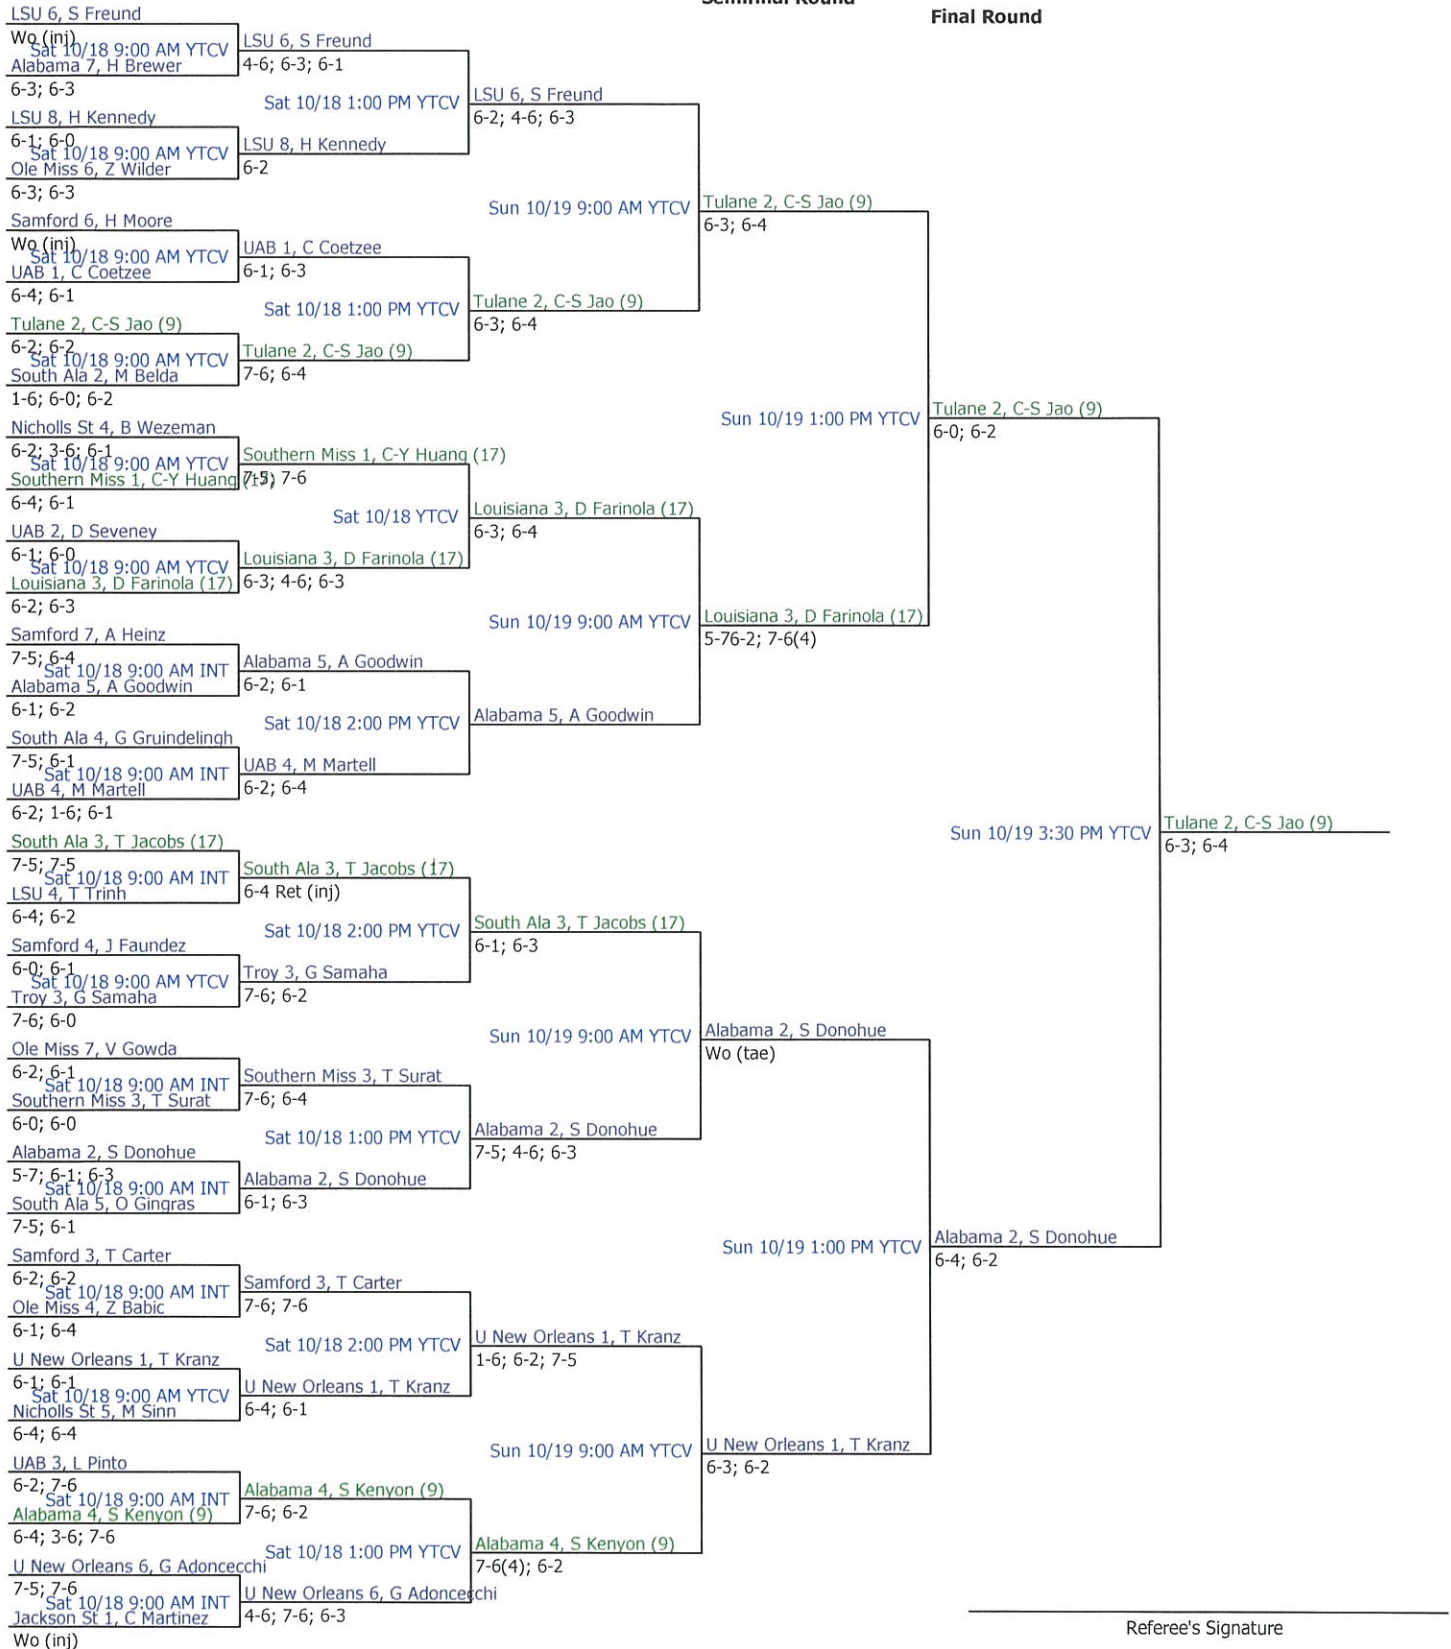 Semifinal Round
Final Round
LSU 6, S Freund
Wo (inj)
Sat 10/18 9:00 AM YTCV
Alabama 7, H Brewer
6-3; 6-3
LSU 8, H Kennedy
6-1; 6-0
Sat 10/18 9:00 AM YTCV
Ole Miss 6, Z Wilder
6-3; 6-3
Samford 6, H Moore
Wo (inj)
Sat 10/18 9:00 AM YTCV
UAB 1, C Coetzee
6-4; 6-1
Tulane 2, C-S Jao (9)
6-2; 6-2
Sat 10/18 9:00 AM YTCV
South Ala 2, M Belda
1-6; 6-0; 6-2
Nicholls St 4, B Wezeman
6-2; 3-6; 6-1
Sat 10/18 9:00 AM YTCV
Southern Miss 1, C-Y Huang (17)
6-4; 6-1
UAB 2, D Seveney
6-1; 6-0
Sat 10/18 9:00 AM YTCV
Louisiana 3, D Farinola (17)
6-2; 6-3
Samford 7, A Heinz
7-5; 6-4
Sat 10/18 9:00 AM INT
Alabama 5, A Goodwin
6-1; 6-2
South Ala 4, G Gruindelingh
7-5; 6-1
Sat 10/18 9:00 AM INT
UAB 4, M Martell
6-2; 1-6; 6-1
South Ala 3, T Jacobs (17)
7-5; 7-5
Sat 10/18 9:00 AM INT
LSU 4, T Trinh
6-4; 6-2
Samford 4, J Faundez
6-0; 6-1
Sat 10/18 9:00 AM YTCV
Troy 3, G Samaha
7-6; 6-0
Ole Miss 7, V Gowda
6-2; 6-1
Sat 10/18 9:00 AM INT
Southern Miss 3, T Surat
6-0; 6-0
Alabama 2, S Donohue
5-7; 6-1; 6-3
Sat 10/18 9:00 AM INT
South Ala 5, O Gingras
7-5; 6-1
Samford 3, T Carter
6-2; 6-2
Sat 10/18 9:00 AM INT
Ole Miss 4, Z Babic
6-1; 6-4
U New Orleans 1, T Kranz
6-1; 6-1
Sat 10/18 9:00 AM YTCV
Nicholls St 5, M Sinn
6-4; 6-4
UAB 3, L Pinto
6-2; 7-6
Sat 10/18 9:00 AM INT
Alabama 4, S Kenyon (9)
6-4; 3-6; 7-6
U New Orleans 6, G Adoncecchi
7-5; 7-6
Sat 10/18 9:00 AM INT
Jackson St 1, C Martinez
Wo (inj)
LSU 6, S Freund
4-6; 6-3; 6-1
Sat 10/18 1:00 PM YTCV
LSU 8, H Kennedy
6-2
UAB 1, C Coetzee
6-1; 6-3
Sat 10/18 1:00 PM YTCV
Tulane 2, C-S Jao (9)
7-6; 6-4
Southern Miss 1, C-Y Huang (17)
7-5; 7-6
Sat 10/18 YTCV
Louisiana 3, D Farinola (17)
6-3; 4-6; 6-3
Alabama 5, A Goodwin
6-2; 6-1
Sat 10/18 2:00 PM YTCV
UAB 4, M Martell
6-2; 6-4
South Ala 3, T Jacobs (17)
6-4 Ret (inj)
Sat 10/18 2:00 PM YTCV
Troy 3, G Samaha
7-6; 6-2
Southern Miss 3, T Surat
7-6; 6-4
Sat 10/18 1:00 PM YTCV
Alabama 2, S Donohue
6-1; 6-3
Samford 3, T Carter
7-6; 7-6
Sat 10/18 2:00 PM YTCV
U New Orleans 1, T Kranz
6-4; 6-1
Alabama 4, S Kenyon (9)
7-6; 6-2
Sat 10/18 1:00 PM YTCV
U New Orleans 6, G Adoncecchi
4-6; 7-6; 6-3
LSU 6, S Freund
6-2; 4-6; 6-3
Sun 10/19 9:00 AM YTCV
Tulane 2, C-S Jao (9)
6-3; 6-4
Louisiana 3, D Farinola (17)
6-3; 6-4
Sun 10/19 9:00 AM YTCV
Alabama 5, A Goodwin
South Ala 3, T Jacobs (17)
6-1; 6-3
Sun 10/19 9:00 AM YTCV
Alabama 2, S Donohue
7-5; 4-6; 6-3
U New Orleans 1, T Kranz
1-6; 6-2; 7-5
Sun 10/19 9:00 AM YTCV
Alabama 4, S Kenyon (9)
7-6(4); 6-2
Tulane 2, C-S Jao (9)
6-3; 6-4
Sun 10/19 1:00 PM YTCV
Louisiana 3, D Farinola (17)
5-76-2; 7-6(4)
Alabama 2, S Donohue
Wo (tae)
Sun 10/19 1:00 PM YTCV
U New Orleans 1, T Kranz
6-3; 6-2
Tulane 2, C-S Jao (9)
6-0; 6-2
Sun 10/19 3:30 PM YTCV
Alabama 2, S Donohue
6-4; 6-2
Tulane 2, C-S Jao (9)
6-3; 6-4
Referee's Signature